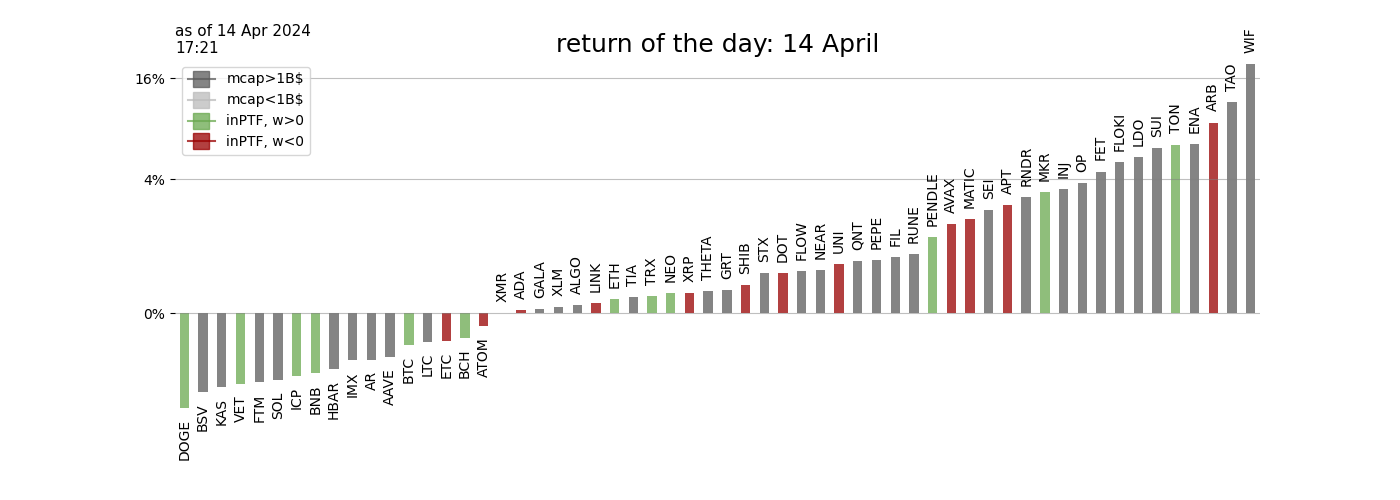 as of 14 Apr 2024
17:21
return of the day: 14 April
mcap>1B$
mcap<1B$
inPTF, w>0
inPTF, w<0
16%
4%
0%
DOGE
BSV
KAS
VET
FTM
SOL
ICP
BNB
HBAR
IMX
AR
AAVE
BTC
LTC
ETC
BCH
ATOM
XMR
ADA
GALA
XLM
ALGO
LINK
ETH
TIA
TRX
NEO
XRP
THETA
GRT
SHIB
STX
DOT
FLOW
NEAR
UNI
QNT
PEPE
FIL
RUNE
PENDLE
AVAX
MATIC
SEI
APT
RNDR
MKR
INJ
OP
FET
FLOKI
LDO
SUI
TON
ENA
ARB
TAO
WIF